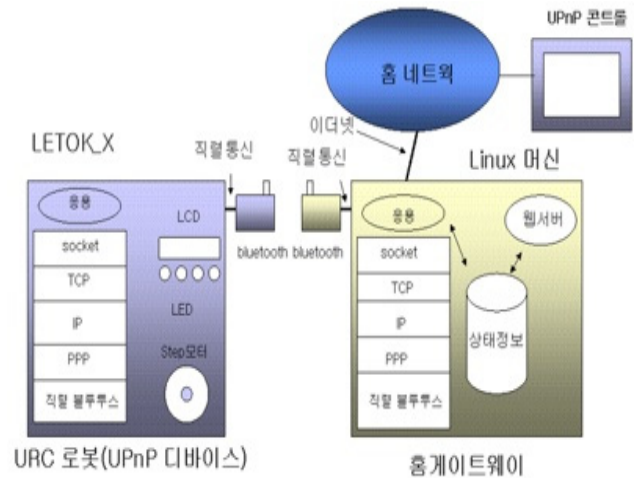 UPnP 콘트롤
홈 네트웍
이더넷
LETOK_X
직렬통신
직렬통신
Linux 머신
bluetooth
bluetooth
응용
LCD
socket
TCP
IP
PPP
직할 블루투스
LED
Step모터
응용
웹서버
socket
TCP
IP
PPP
직할 블루투스
상태정보
URC 로봇(UPnP 디바이스)
홈게이트웨이